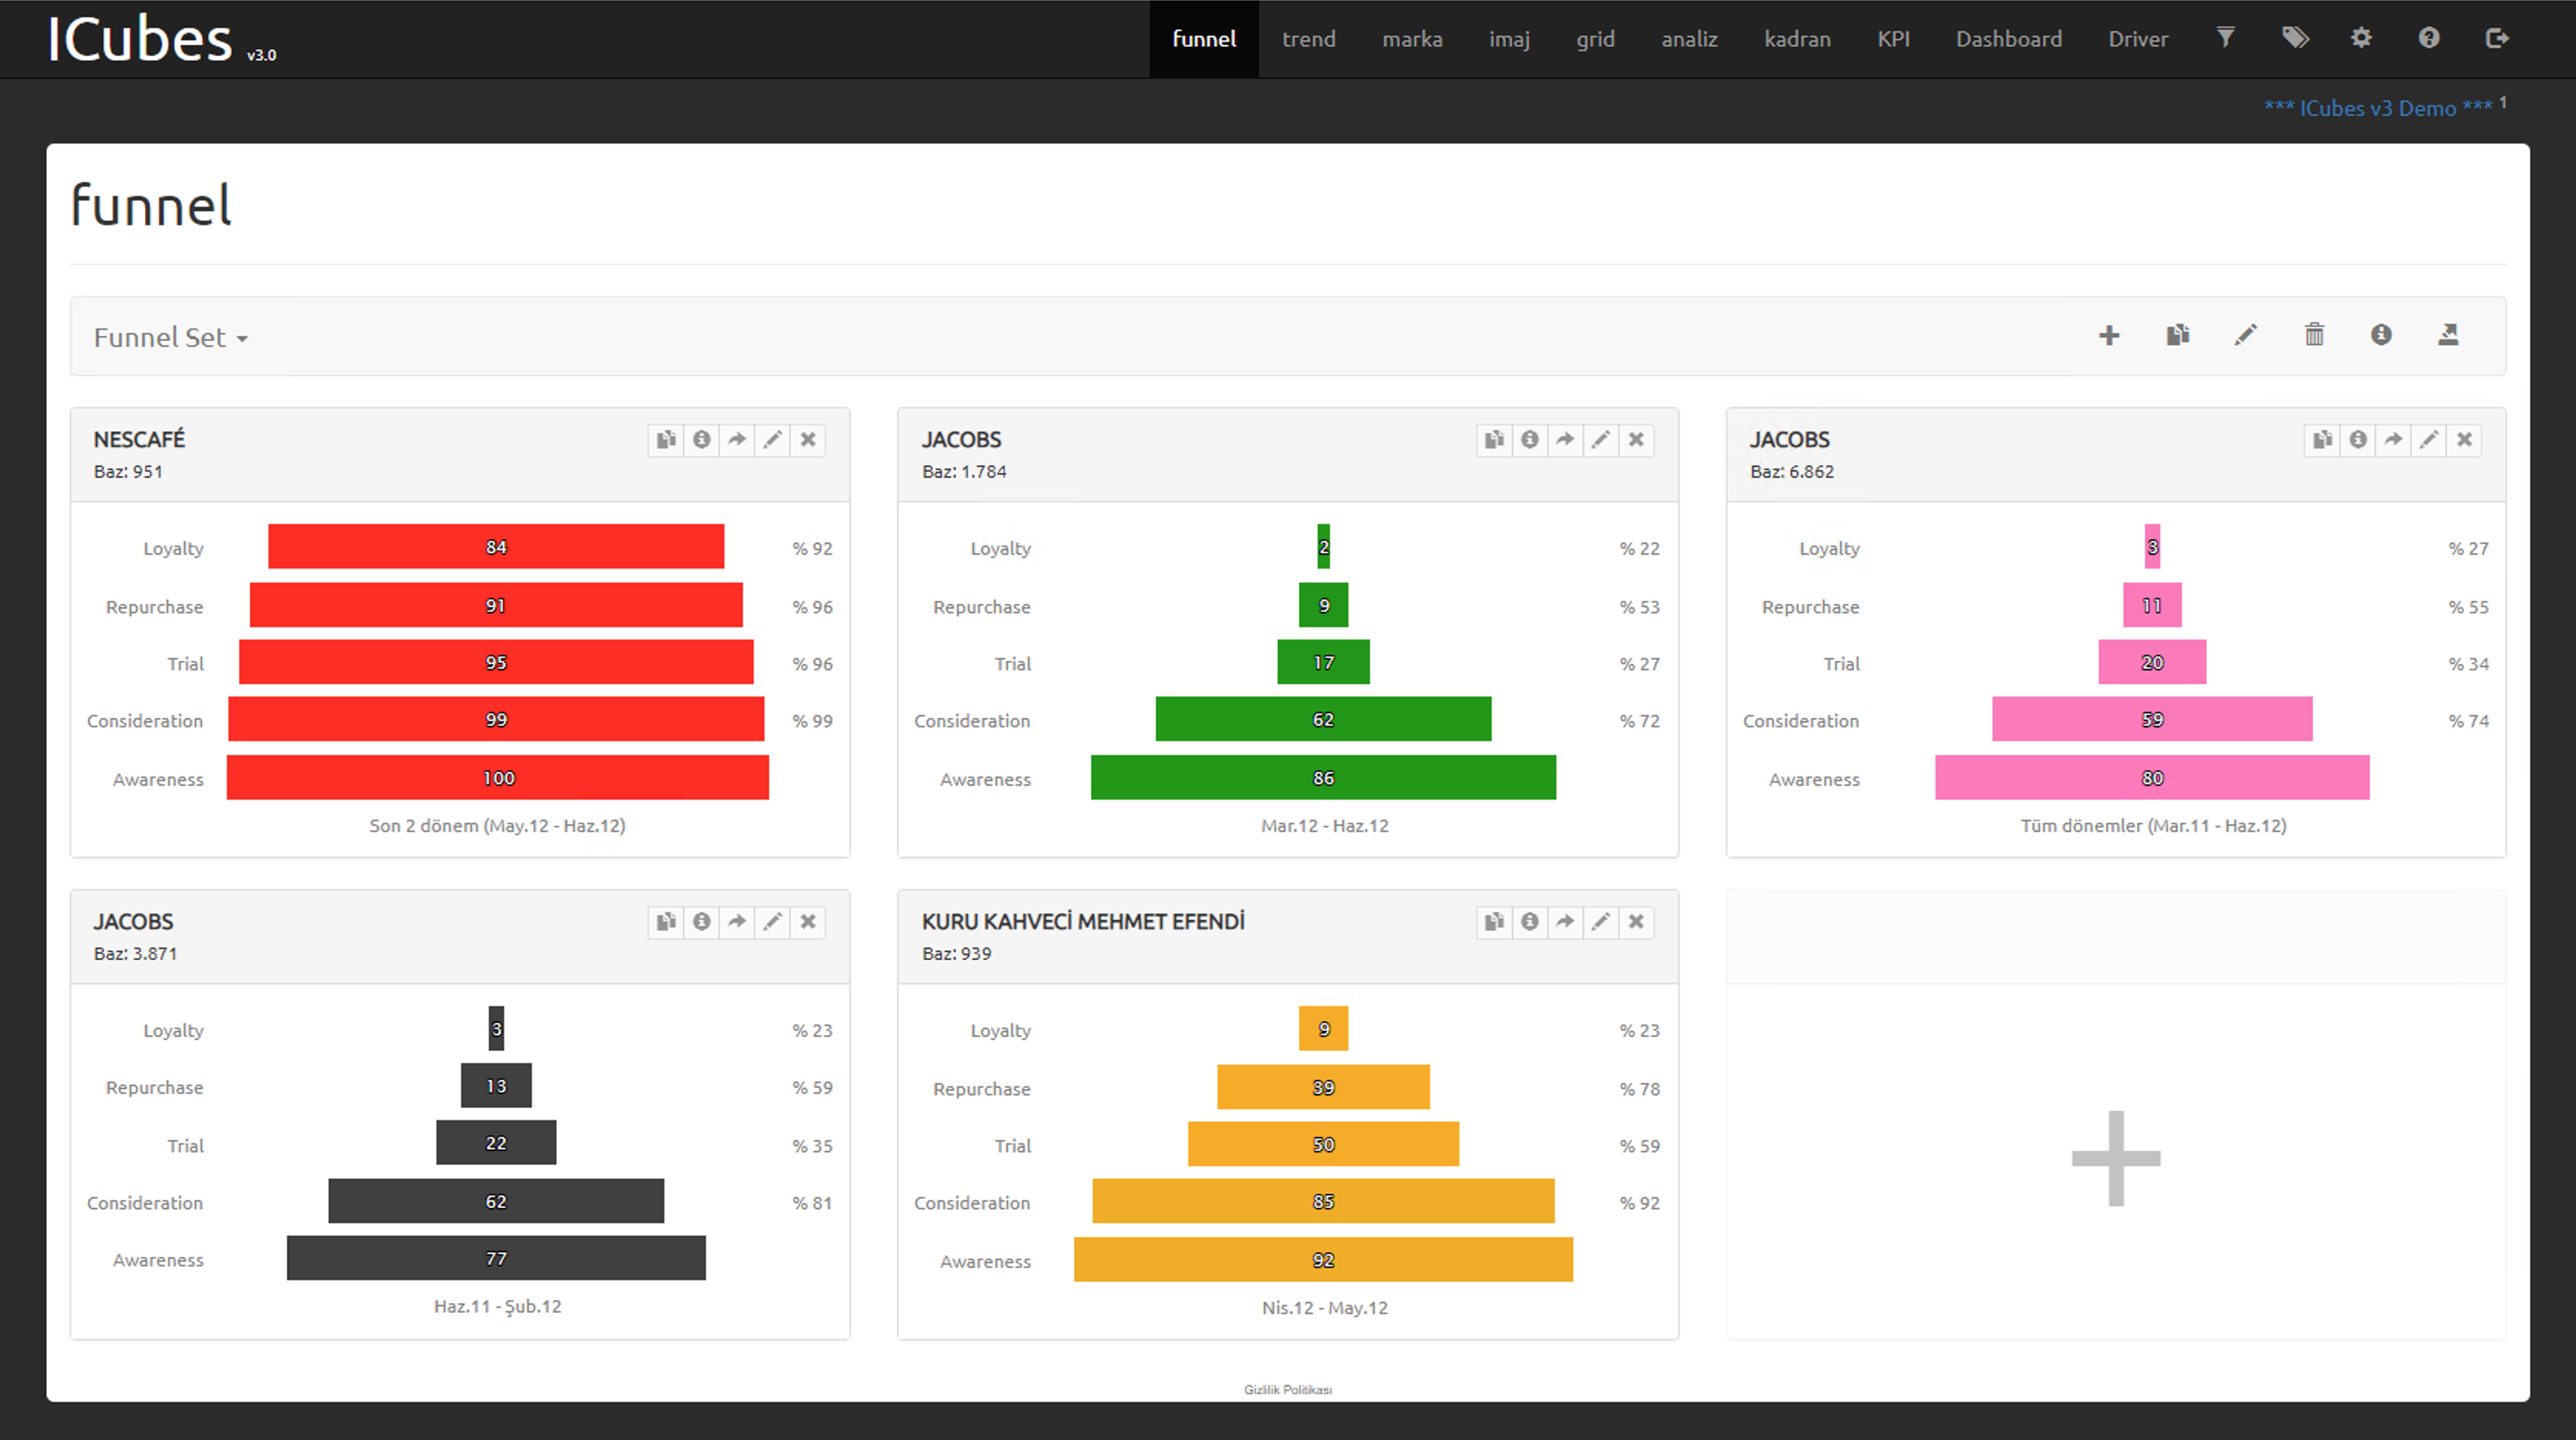 ICubes v3.0
funnel trend marka imaj grid analiz kadran KPI Dashboard Driver
*** ICubes v3 Demo *** 1
funnel
Funnel Set
NESCAFÉ
Baz: 951
Loyalty 84 % 92
Repurchase 91 % 96
Trial 95 % 96
Consideration 99 % 99
Awareness 100
Son 2 dönem (May.12 - Haz.12)
JACOBS
Baz: 1.784
Loyalty 2 % 22
Repurchase 9 % 53
Trial 17 % 27
Consideration 62 % 72
Awareness 86
Mar.12 - Haz.12
JACOBS
Baz: 6.862
Loyalty 3 % 27
Repurchase 11 % 55
Trial 20 % 34
Consideration 59 % 74
Awareness 80
Tüm dönemler (Mar.11 - Haz.12)
JACOBS
Baz: 3.871
Loyalty 3 % 23
Repurchase 13 % 59
Trial 22 % 35
Consideration 62 % 81
Awareness 77
Haz.11 - Şub.12
KURU KAHVECİ MEHMET EFENDİ
Baz: 939
Loyalty 9 % 23
Repurchase 39 % 78
Trial 50 % 59
Consideration 85 % 92
Awareness 92
Nis.12 - May.12
Gizlilik Politikası